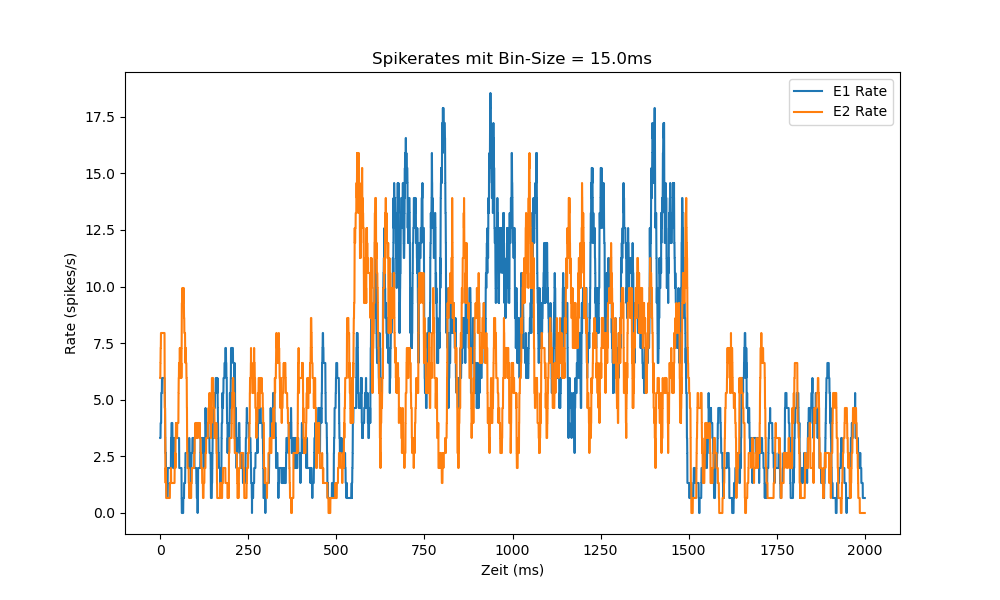 Spikerates mit Bin-Size = 15.0ms
E1 Rate
E2 Rate
17.5
15.0
12.5
10.0
7.5
5.0
2.5
0.0
Rate (spikes/s)
0 250 500 750 1000 1250 1500 1750 2000
Zeit (ms)